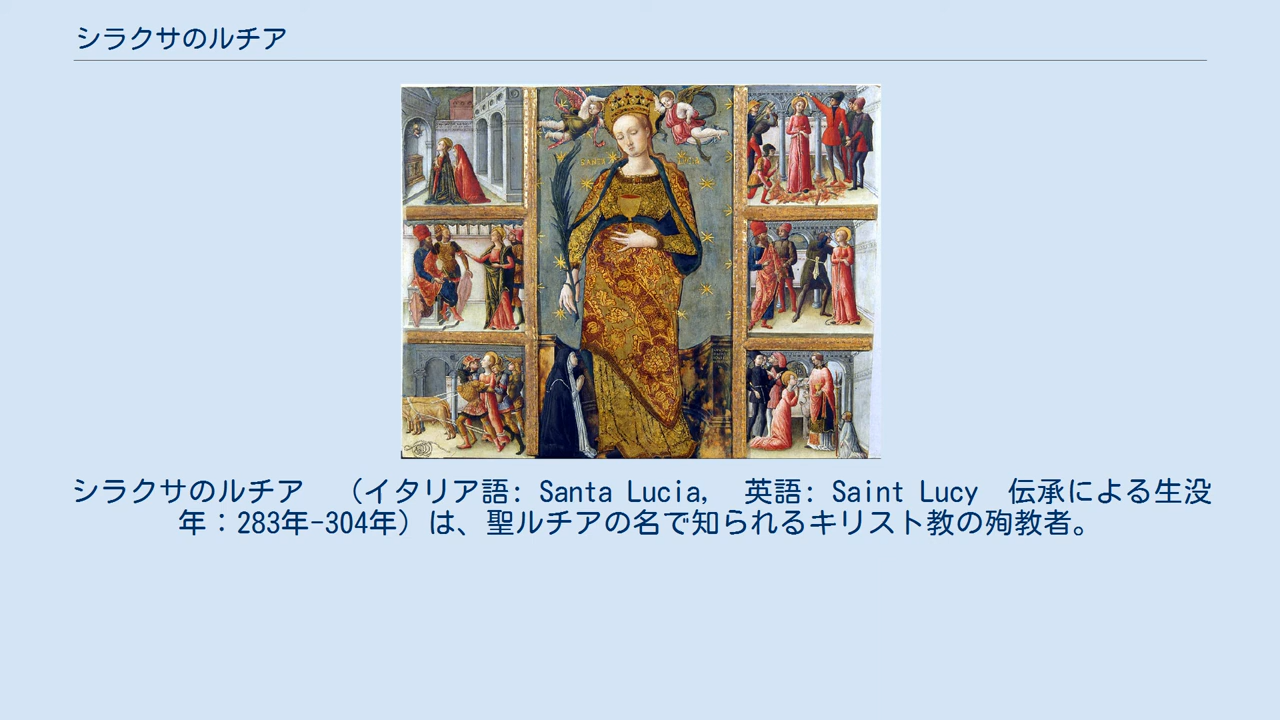 シラクサのルチア
SANTA LUCIA
シラクサのルチア　（イタリア語: Santa Lucia,　英語: Saint Lucy　伝承による生没
年：283年-304年）は、聖ルチアの名で知られるキリスト教の殉教者。